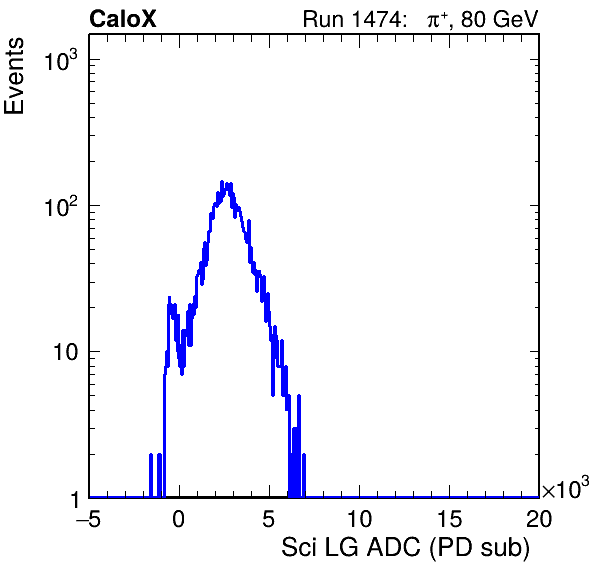 CaloX Run 1474: π⁺, 80 GeV
Events
10³
10²
10
1
−5 0 5 10 15 20 ×10³
Sci LG ADC (PD sub)